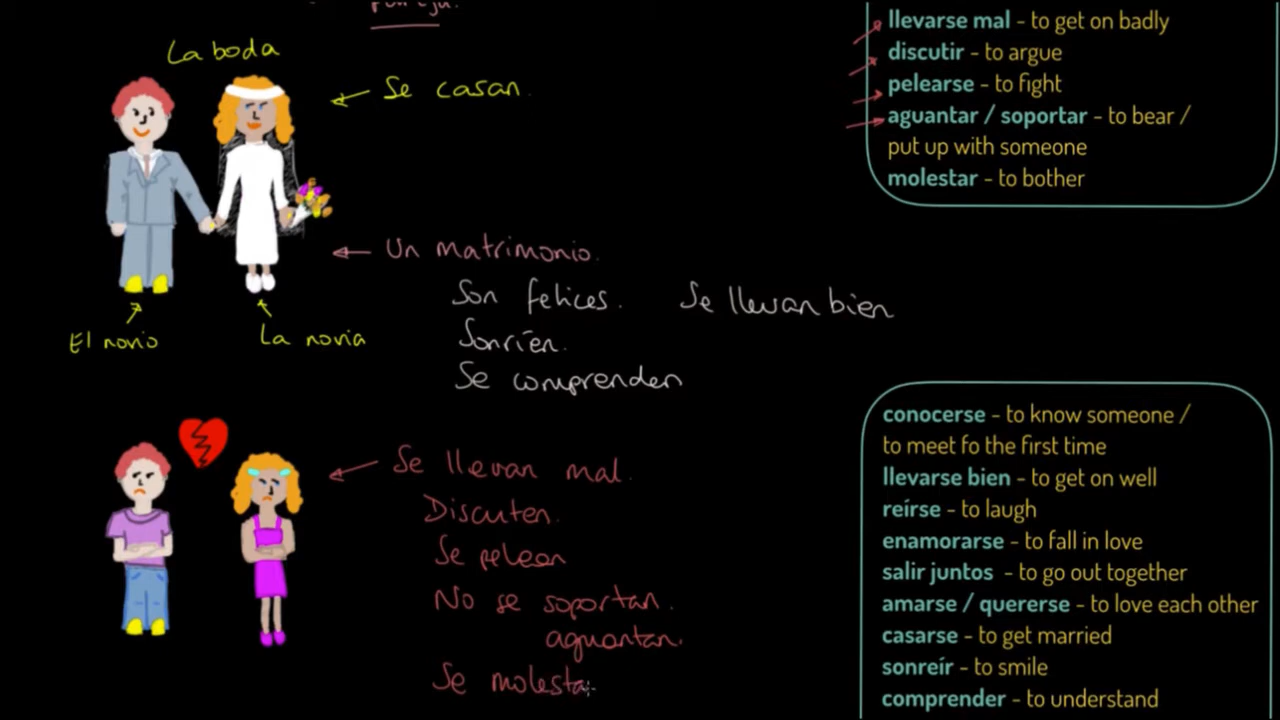 La boda
Se casan.
Un matrimonio.
Son felices. Se llevan bien
Sonríen.
Se comprenden
El novio
La novia
Se llevan mal.
Discuten.
Se pelean
No se soportan.
aguantan.
Se molesta
llevarse mal - to get on badly
discutir - to argue
pelearse - to fight
aguantar / soportar - to bear /
put up with someone
molestar - to bother
conocerse - to know someone /
to meet fo the first time
llevarse bien - to get on well
reírse - to laugh
enamorarse - to fall in love
salir juntos - to go out together
amarse / quererse - to love each other
casarse - to get married
sonreír - to smile
comprender - to understand